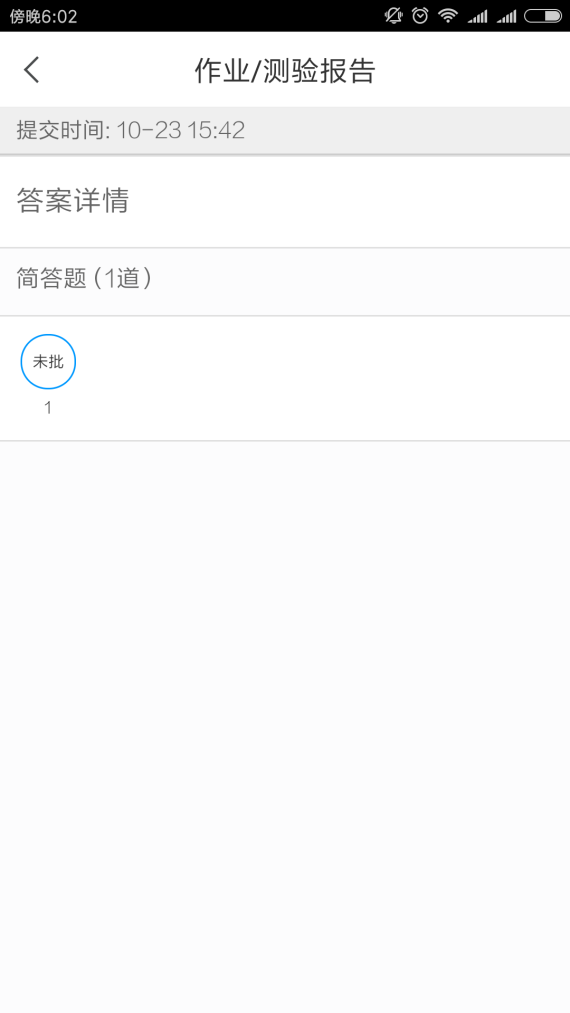 傍晚6:02
作业/测验报告
提交时间: 10-23 15:42
答案详情
简答题 (1道)
未批
1